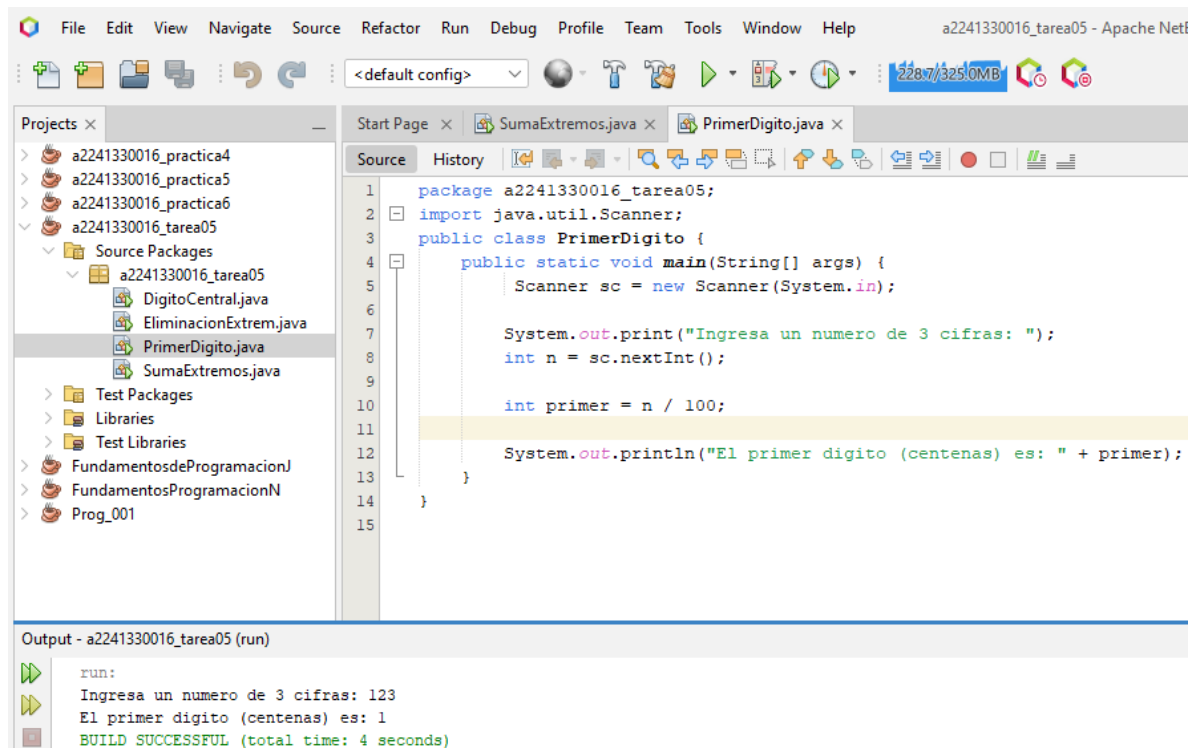 File Edit View Navigate Source Refactor Run Debug Profile Team Tools Window Help a2241330016_tarea05 - Apache NetB
<default config> 228.7/325.0MB
Projects
a2241330016_practica4
a2241330016_practica5
a2241330016_practica6
a2241330016_tarea05
Source Packages
a2241330016_tarea05
DigitoCentral.java
EliminacionExtrem.java
PrimerDigito.java
SumaExtremos.java
Test Packages
Libraries
Test Libraries
FundamentosdeProgramacionJ
FundamentosProgramacionN
Prog_001
Start Page SumaExtremos.java PrimerDigito.java
Source History
1 package a2241330016_tarea05;
2 import java.util.Scanner;
3 public class PrimerDigito {
4 public static void main(String[] args) {
5 Scanner sc = new Scanner(System.in);
6
7 System.out.print("Ingresa un numero de 3 cifras: ");
8 int n = sc.nextInt();
9
10 int primer = n / 100;
11
12 System.out.println("El primer digito (centenas) es: " + primer);
13 }
14 }
15
Output - a2241330016_tarea05 (run)
run:
Ingresa un numero de 3 cifras: 123
El primer digito (centenas) es: 1
BUILD SUCCESSFUL (total time: 4 seconds)